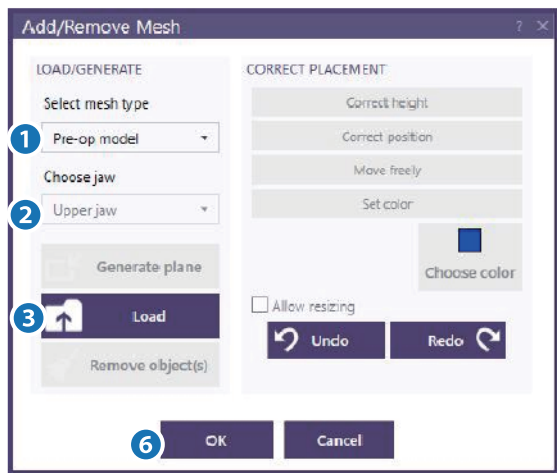 Add/Remove Mesh ? ×
LOAD/GENERATE
Select mesh type
1 Pre-op model
Choose jaw
2 Upper jaw
Generate plane
3 Load
Remove object(s)
CORRECT PLACEMENT
Correct height
Correct position
Move freely
Set color
Choose color
Allow resizing
Undo Redo
6 OK Cancel